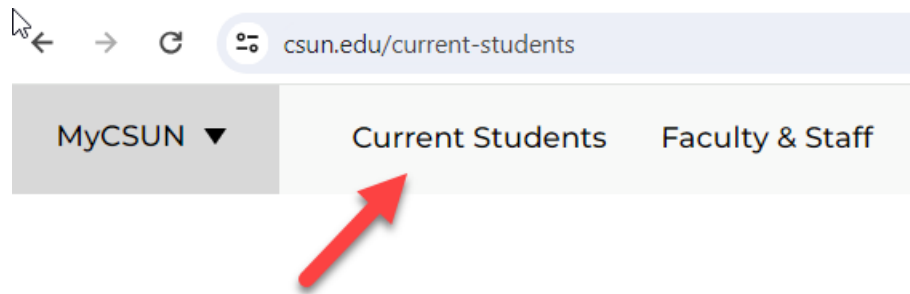 csun.edu/current-students
MyCSUN ▼ Current Students Faculty & Staff